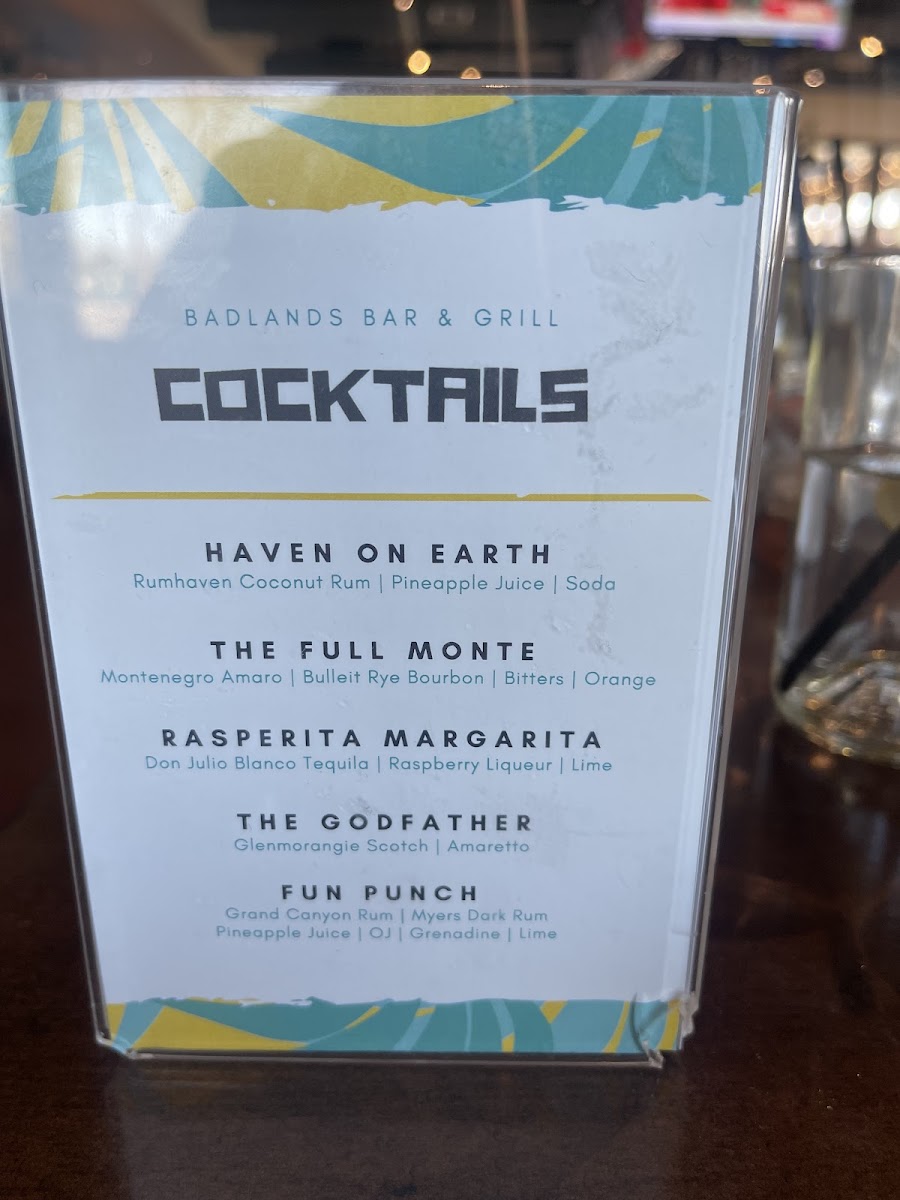 BADLANDS BAR & GRILL
COCKTAILS
HAVEN ON EARTH
Rumhaven Coconut Rum | Pineapple Juice | Soda
THE FULL MONTE
Montenegro Amaro | Bulleit Rye Bourbon | Bitters | Orange
RASPERITA MARGARITA
Don Julio Blanco Tequila | Raspberry Liqueur | Lime
THE GODFATHER
Glenmorangie Scotch | Amaretto
FUN PUNCH
Grand Canyon Rum | Myers Dark Rum
Pineapple Juice | OJ | Grenadine | Lime